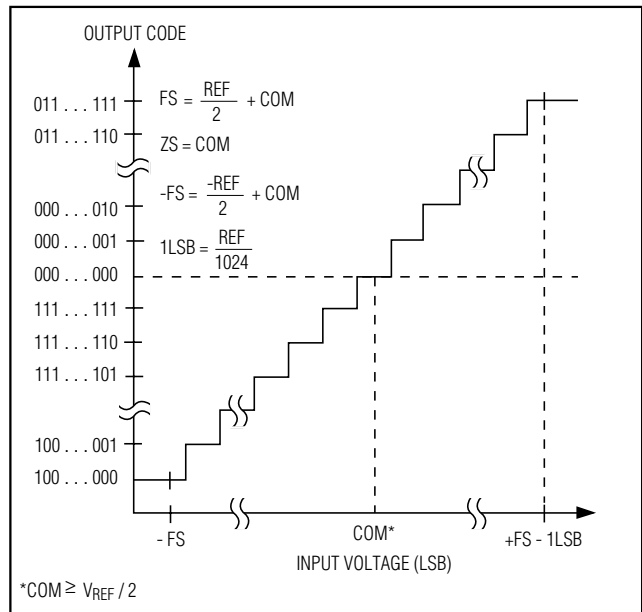 OUTPUT CODE
011 . . . 111
011 . . . 110
000 . . . 010
000 . . . 001
000 . . . 000
111 . . . 111
111 . . . 110
111 . . . 101
100 . . . 001
100 . . . 000
FS = REF/2 + COM
ZS = COM
-FS = -REF/2 + COM
1LSB = REF/1024
- FS
COM*
+FS - 1LSB
INPUT VOLTAGE (LSB)
*COM ≥ VREF / 2